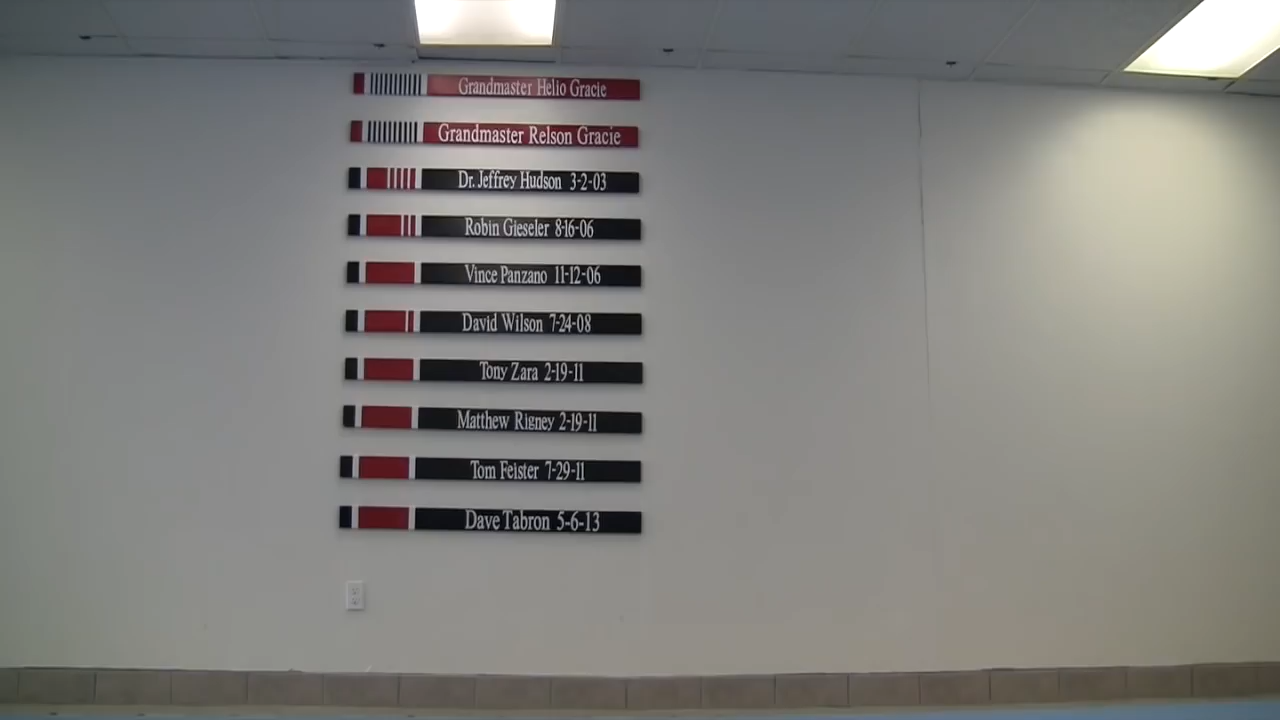 Grandmaster Helio Gracie
Grandmaster Relson Gracie
Dr. Jeffrey Hudson 3-2-03
Robin Gieseler 8-16-06
Vince Panzano 11-12-06
David Wilson 7-24-08
Tony Zara 2-19-11
Matthew Rigney 2-19-11
Tom Feister 7-29-11
Dave Tabron 5-6-13